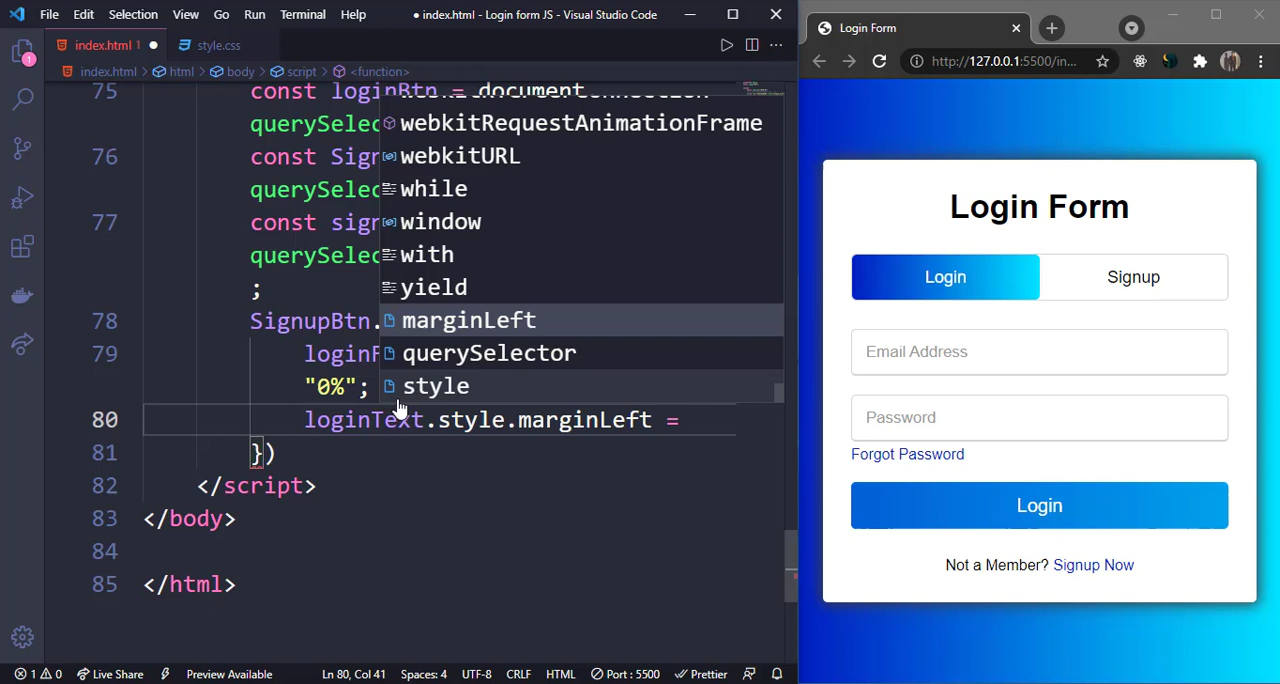 File Edit Selection View Go Run Terminal Help
● index.html - Login form JS - Visual Studio Code
index.html 1 ●
style.css
index.html > html > body > script > <function>
75 const loginBtn = document.
querySelec
76 const Sign
querySelec
77 const sign
querySelec
;
78 SignupBtn.
79 loginF
"0%";
80 loginText.style.marginLeft =
81 })
82 </script>
83 </body>
84
85 </html>
webkitRequestAnimationFrame
webkitURL
while
window
with
yield
marginLeft
querySelector
style
1
1 0 Live Share Preview Available Ln 80, Col 41 Spaces: 4 UTF-8 CRLF HTML Port : 5500 Prettier
Login Form
http://127.0.0.1:5500/in...
Login Form
Login Signup
Email Address
Password
Forgot Password
Login
Not a Member? Signup Now